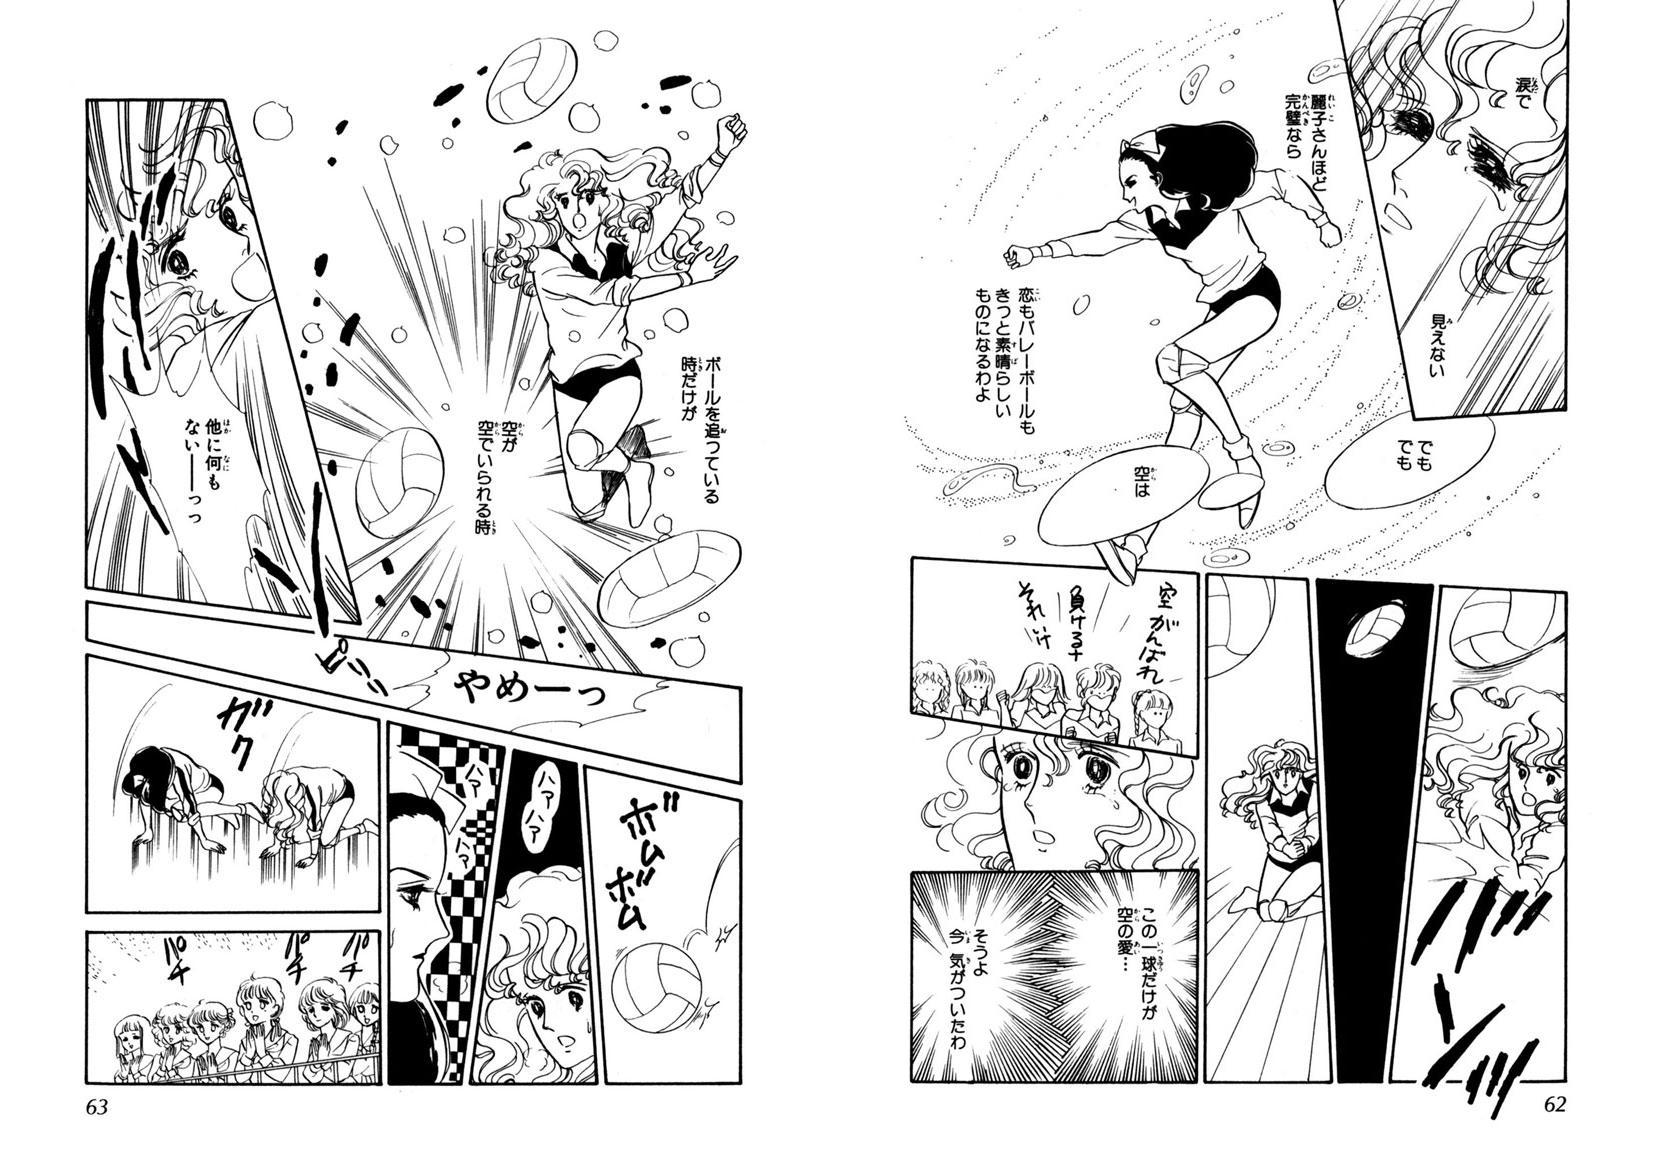 涙で
見えない
麗子さんほど
完璧なら
恋もバレーボールも
きっと素晴らしい
ものになるわよ
でも
でも
空は
空がんばれ
負けるナ
それいけ
この一球だけが
空の愛…
そうよ
今 気がついたわ
ボールを追っている
時だけが
空が
空でいられる時
他に何も
ない――っっ
ピリリッ
やめーっ
ボム
ボム
ハァ
ハァ
ハァ
ハァ
ガク
パチ
パチ
パチ
62
63